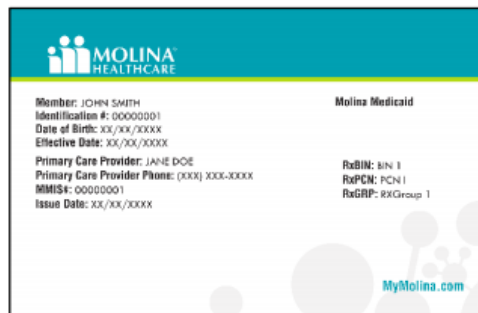 MOLINA
HEALTHCARE
Member: JOHN SMITH
Identification #: 00000001
Date of Birth: XX/XX/XXXX
Effective Date: XX/XX/XXXX
Molina Medicaid
Primary Care Provider: JANE DOE
Primary Care Provider Phone: (XXX) XXX-XXXX
MMIS#: 00000001
Issue Date: XX/XX/XXXX
RxBIN: BIN 1
RxPCN: PCN1
RxGRP: RXGroup 1
MyMolina.com